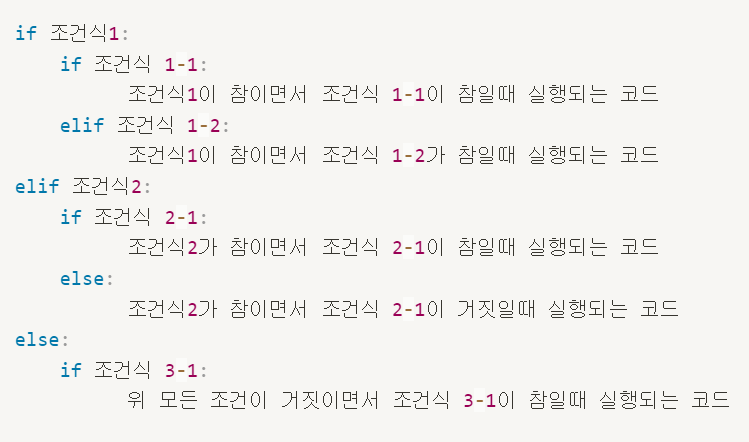 if 조건식1:
if 조건식 1-1:
조건식1이 참이면서 조건식 1-1이 참일때 실행되는 코드
elif 조건식 1-2:
조건식1이 참이면서 조건식 1-2가 참일때 실행되는 코드
elif 조건식2:
if 조건식 2-1:
조건식2가 참이면서 조건식 2-1이 참일때 실행되는 코드
else:
조건식2가 참이면서 조건식 2-1이 거짓일때 실행되는 코드
else:
if 조건식 3-1:
위 모든 조건이 거짓이면서 조건식 3-1이 참일때 실행되는 코드